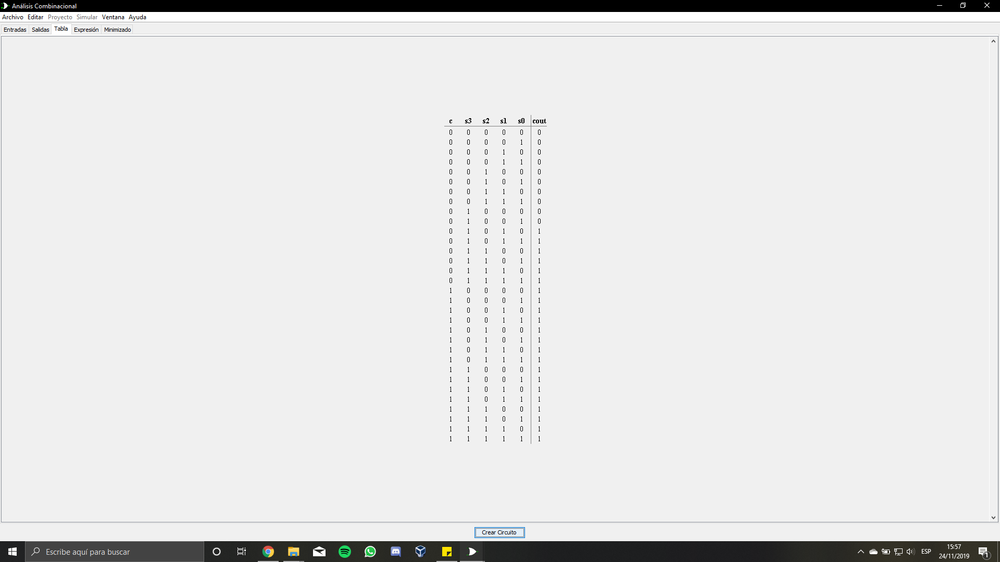 Análisis Combinacional
Archivo Editar Proyecto Simular Ventana Ayuda
Entradas Salidas Tabla Expresión Minimizado
c s3 s2 s1 s0 cout
0 0 0 0 0 0
0 0 0 0 1 0
0 0 0 1 0 0
0 0 0 1 1 0
0 0 1 0 0 0
0 0 1 0 1 0
0 0 1 1 0 0
0 0 1 1 1 0
0 1 0 0 0 0
0 1 0 0 1 0
0 1 0 1 0 1
0 1 0 1 1 1
0 1 1 0 0 1
0 1 1 0 1 1
0 1 1 1 0 1
0 1 1 1 1 1
1 0 0 0 0 1
1 0 0 0 1 1
1 0 0 1 0 1
1 0 0 1 1 1
1 0 1 0 0 1
1 0 1 0 1 1
1 0 1 1 0 1
1 0 1 1 1 1
1 1 0 0 0 1
1 1 0 0 1 1
1 1 0 1 0 1
1 1 0 1 1 1
1 1 1 0 0 1
1 1 1 0 1 1
1 1 1 1 0 1
1 1 1 1 1 1
Crear Circuito
Escribe aquí para buscar
ESP
15:57
24/11/2019
1